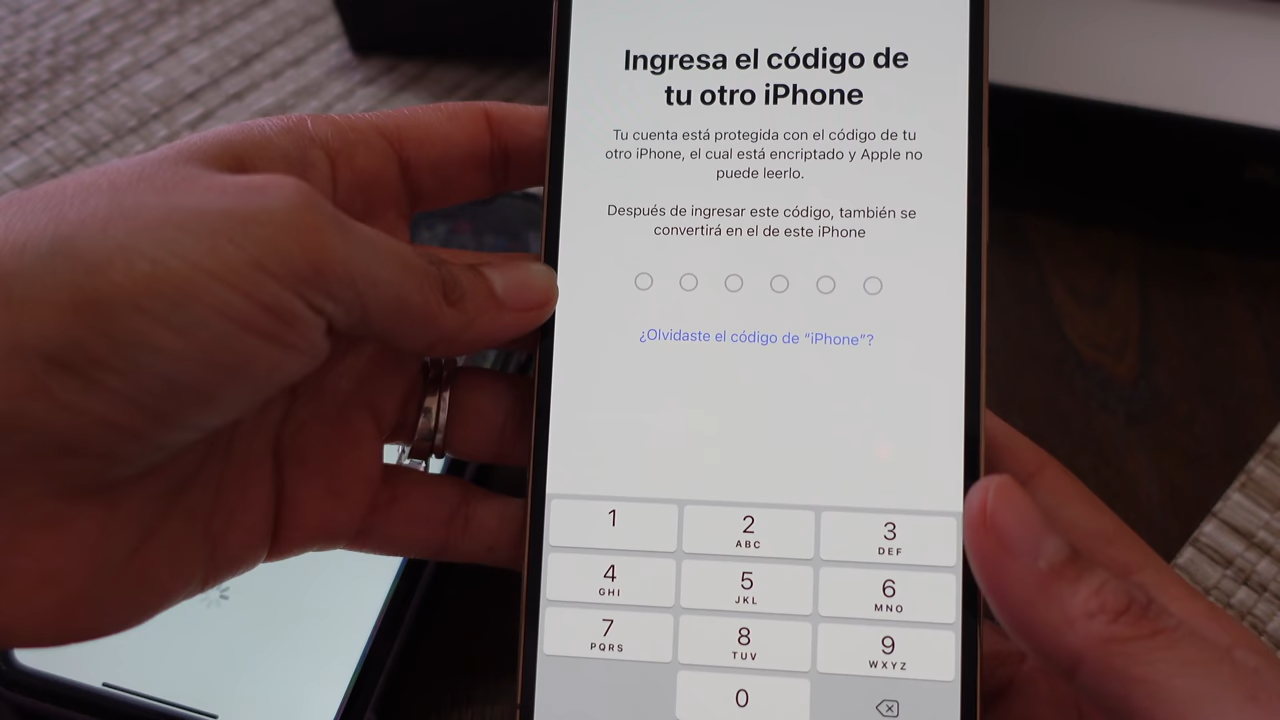 Ingresa el código de
tu otro iPhone
Tu cuenta está protegida con el código de tu
otro iPhone, el cual está encriptado y Apple no
puede leerlo.
Después de ingresar este código, también se
convertirá en el de este iPhone
¿Olvidaste el código de “iPhone”?
1 2 3
ABC DEF
4 5 6
GHI JKL MNO
7 8 9
PQRS TUV WXYZ
0